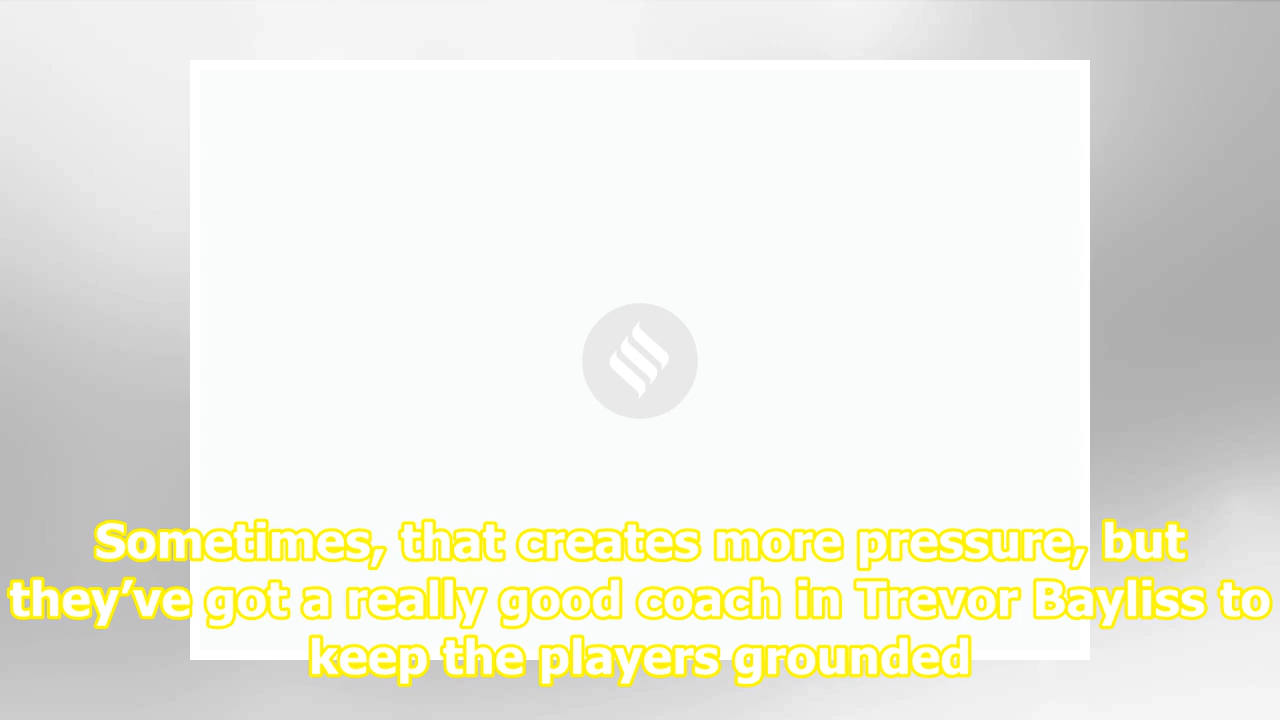 Sometimes, that creates more pressure, but
they’ve got a really good coach in Trevor Bayliss to
keep the players grounded